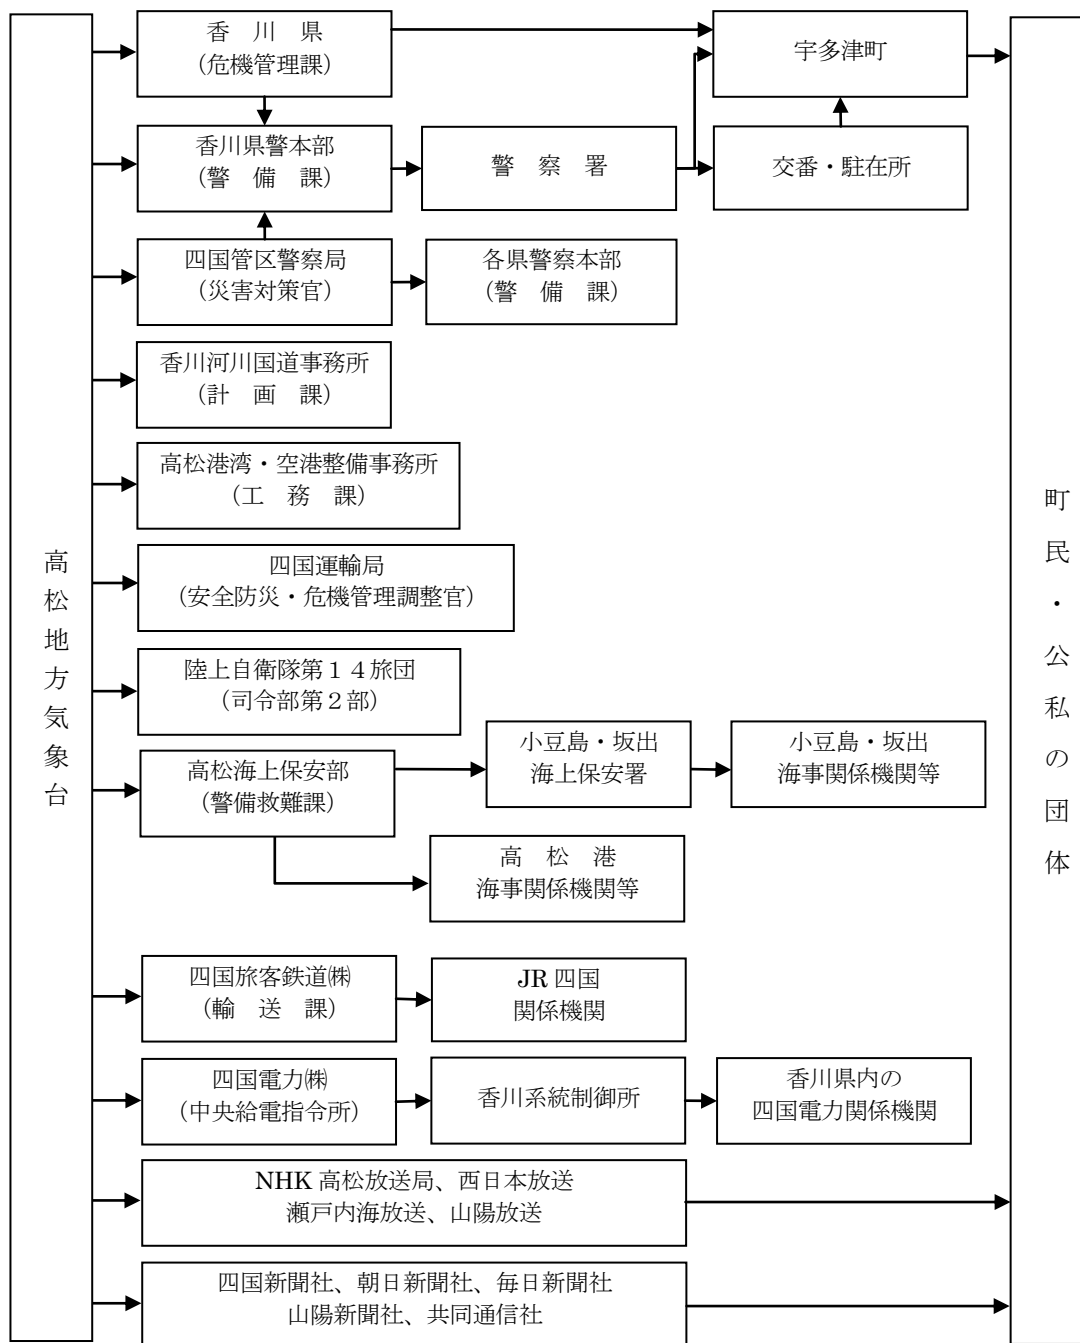 高松地方気象台
香　川　県
（危機管理課）
宇多津町
香川県警本部
（警　備　課）
警　察　署
交番・駐在所
四国管区警察局
（災害対策官）
各県警察本部
（警　備　課）
香川河川国道事務所
（計　画　課）
高松港湾・空港整備事務所
（工　務　課）
四国運輸局
（安全防災・危機管理調整官）
陸上自衛隊第１４旅団
（司令部第２部）
高松海上保安部
（警備救難課）
小豆島・坂出
海上保安署
小豆島・坂出
海事関係機関等
高　松　港
海事関係機関等
四国旅客鉄道㈱
（輸　送　課）
JR 四国
関係機関
四国電力㈱
（中央給電指令所）
香川系統制御所
香川県内の
四国電力関係機関
NHK 高松放送局、西日本放送
瀬戸内海放送、山陽放送
四国新聞社、朝日新聞社、毎日新聞社
山陽新聞社、共同通信社
町民・公私の団体